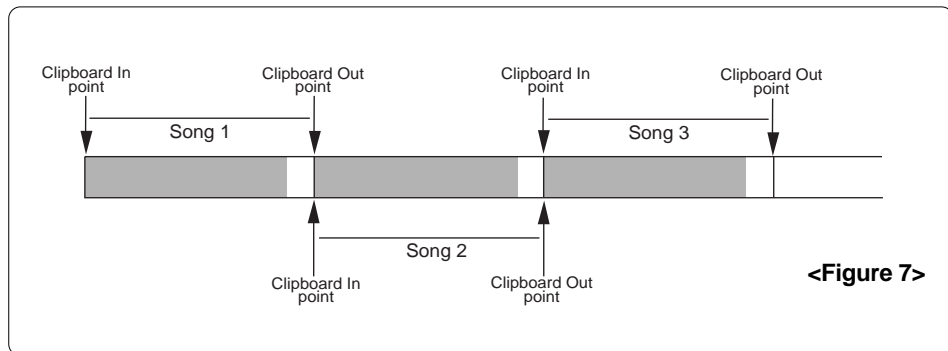 Clipboard In
point
Clipboard Out
point
Clipboard In
point
Clipboard Out
point
Song 1
Song 3
Song 2
Clipboard In
point
Clipboard Out
point
<Figure 7>